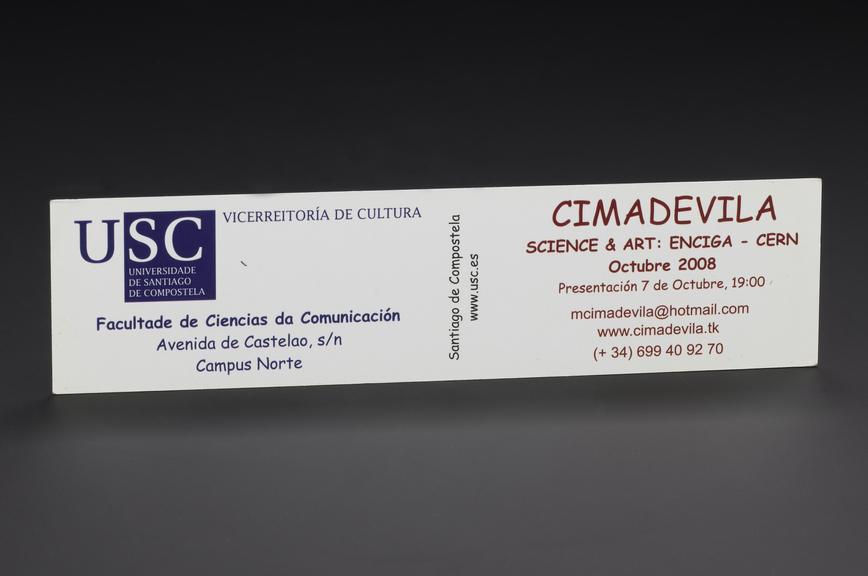 USC
UNIVERSIDADE
DE SANTIAGO
DE COMPOSTELA
VICERREITORÍA DE CULTURA
Facultade de Ciencias da Comunicación
Avenida de Castelao, s/n
Campus Norte
Santiago de Compostela
www.usc.es
CIMADEVILA
SCIENCE & ART: ENCIGA - CERN
Octubre 2008
Presentación 7 de Octubre, 19:00
mcimadevila@hotmail.com
www.cimadevila.tk
(+ 34) 699 40 92 70